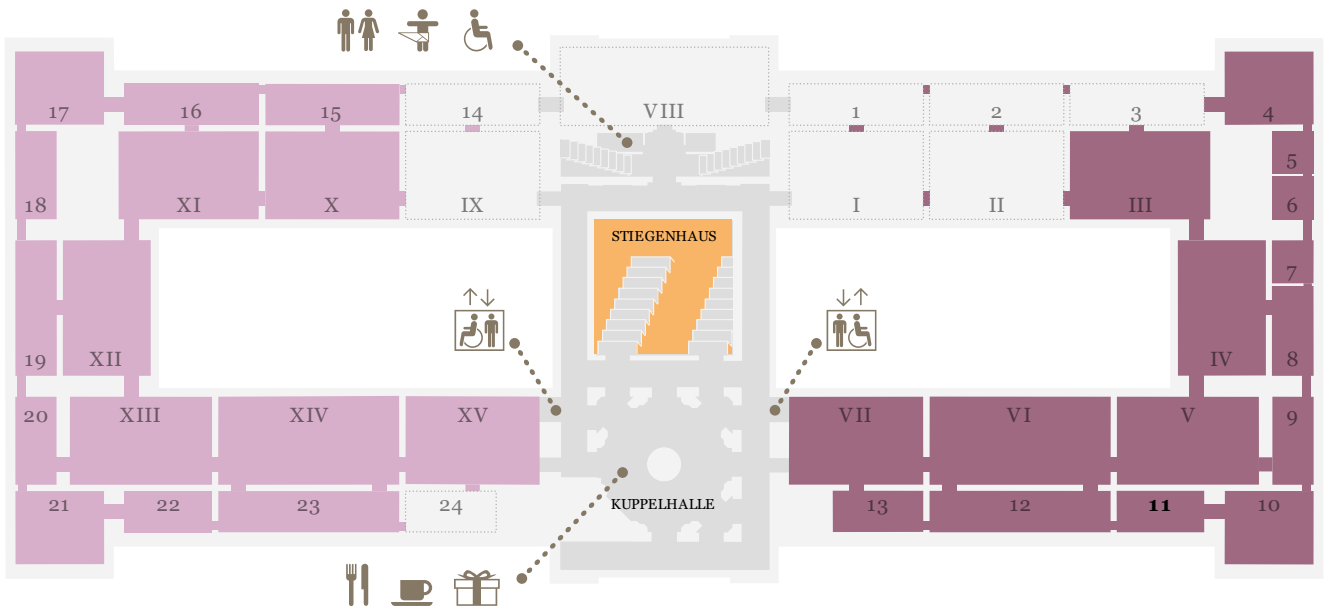 17 16 15 14 VIII 1 2 3 4
5
18 XI X IX I II III 6
STIEGENHAUS
7
19 XII IV 8
20 XIII XIV XV VII VI V 9
21 22 23 24 KUPPELHALLE 13 12 11 10